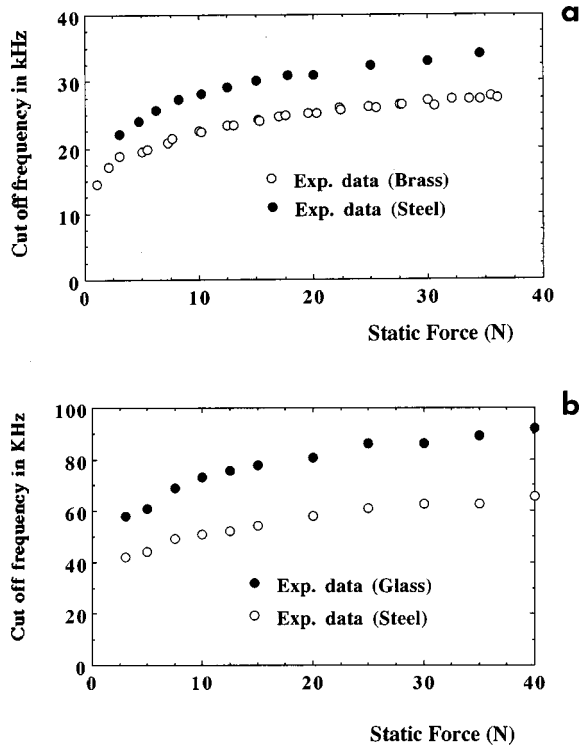 a
Cut off frequency in kHz
40
30
20
10
0
Exp. data (Brass)
Exp. data (Steel)
0 10 20 30 40
Static Force (N)
b
Cut off frequency in KHz
100
80
60
40
20
0
Exp. data (Glass)
Exp. data (Steel)
0 10 20 30 40
Static Force (N)